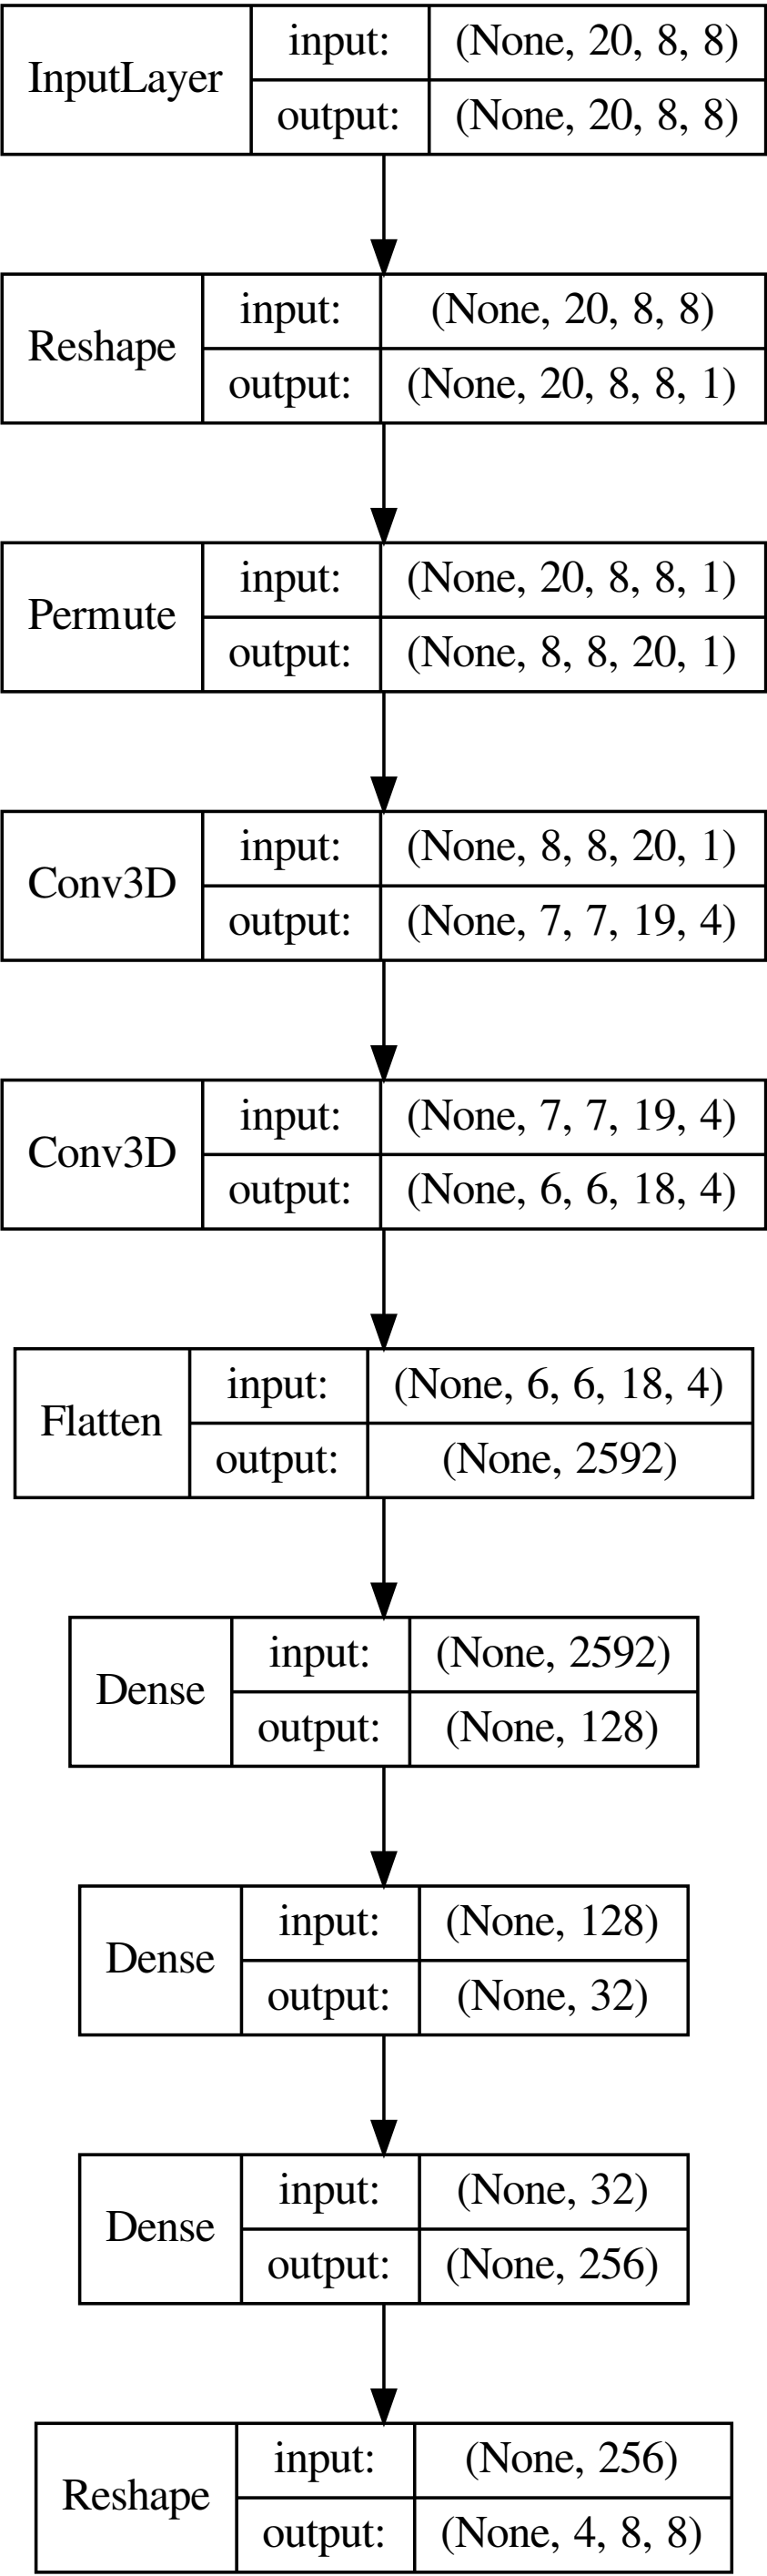 InputLayer
input: (None, 20, 8, 8)
output: (None, 20, 8, 8)
Reshape
input: (None, 20, 8, 8)
output: (None, 20, 8, 8, 1)
Permute
input: (None, 20, 8, 8, 1)
output: (None, 8, 8, 20, 1)
Conv3D
input: (None, 8, 8, 20, 1)
output: (None, 7, 7, 19, 4)
Conv3D
input: (None, 7, 7, 19, 4)
output: (None, 6, 6, 18, 4)
Flatten
input: (None, 6, 6, 18, 4)
output: (None, 2592)
Dense
input: (None, 2592)
output: (None, 128)
Dense
input: (None, 128)
output: (None, 32)
Dense
input: (None, 32)
output: (None, 256)
Reshape
input: (None, 256)
output: (None, 4, 8, 8)